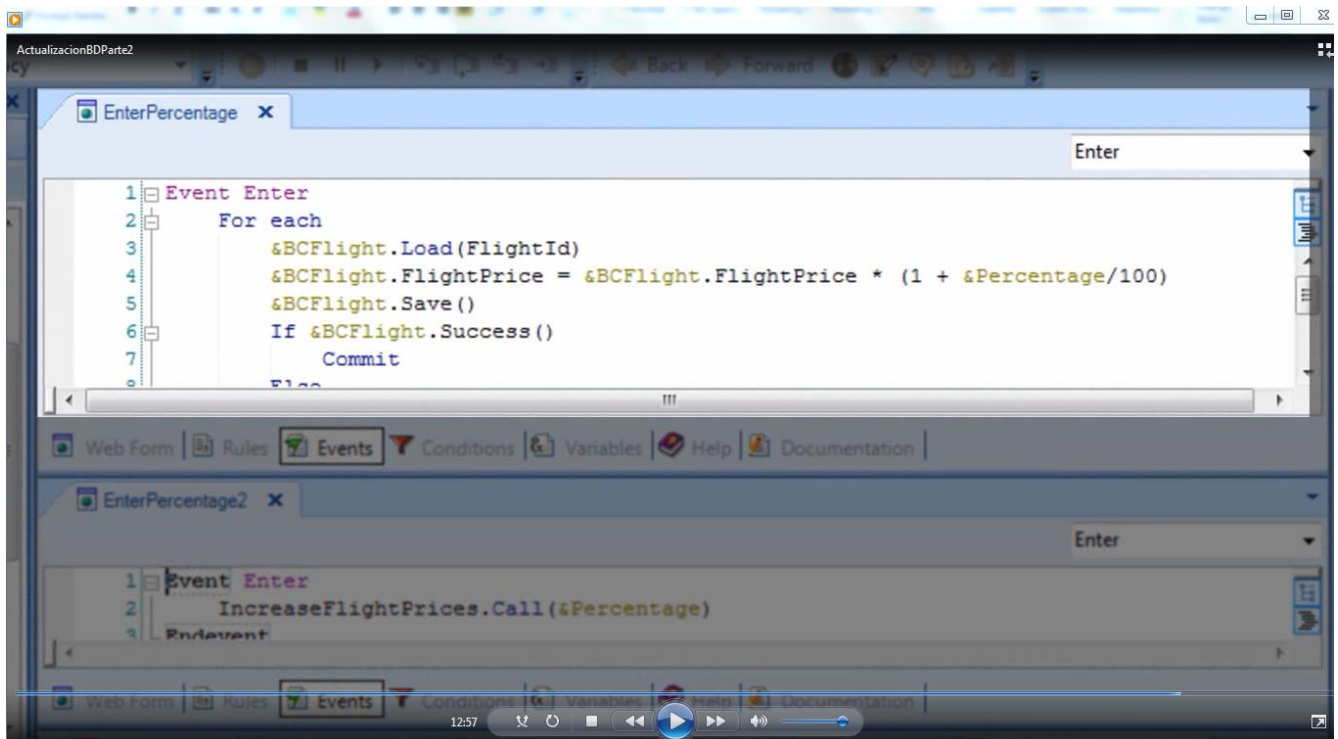 ActualizacionBDParte2
Back Forward
EnterPercentage
Enter
1 Event Enter
2 For each
3 &BCFlight.Load(FlightId)
4 &BCFlight.FlightPrice = &BCFlight.FlightPrice * (1 + &Percentage/100)
5 &BCFlight.Save()
6 If &BCFlight.Success()
7 Commit
8 Else
Web Form Rules Events Conditions Variables Help Documentation
EnterPercentage2
Enter
1 Event Enter
2 IncreaseFlightPrices.Call(&Percentage)
3 Endevent
Web Form Rules Events Conditions Variables Help Documentation
12:57